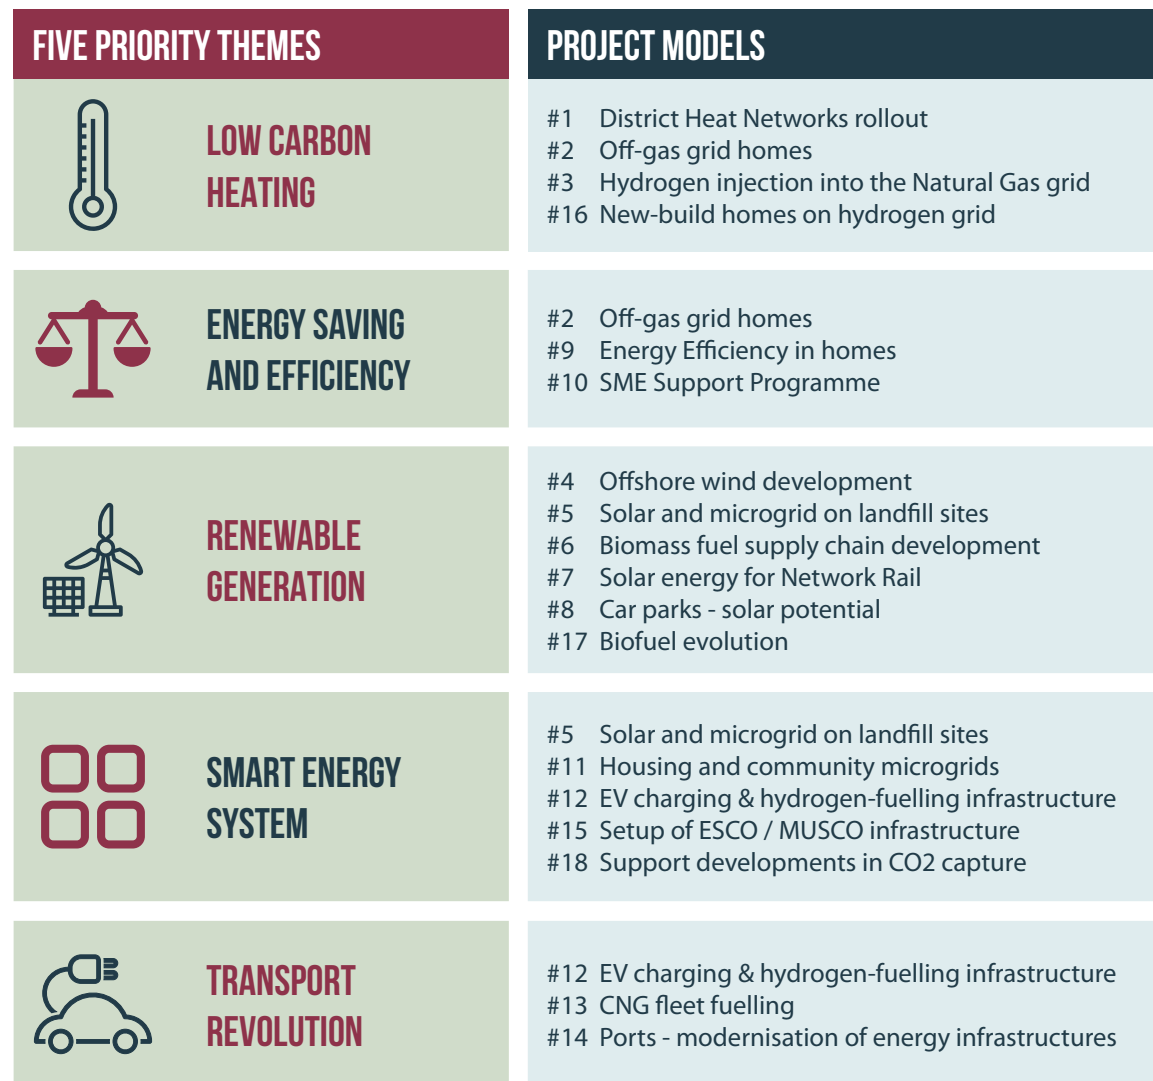 FIVE PRIORITY THEMES
PROJECT MODELS
LOW CARBON
HEATING
#1 District Heat Networks rollout
#2 Off-gas grid homes
#3 Hydrogen injection into the Natural Gas grid
#16 New-build homes on hydrogen grid
ENERGY SAVING
AND EFFICIENCY
#2 Off-gas grid homes
#9 Energy Efficiency in homes
#10 SME Support Programme
RENEWABLE
GENERATION
#4 Offshore wind development
#5 Solar and microgrid on landfill sites
#6 Biomass fuel supply chain development
#7 Solar energy for Network Rail
#8 Car parks - solar potential
#17 Biofuel evolution
SMART ENERGY
SYSTEM
#5 Solar and microgrid on landfill sites
#11 Housing and community microgrids
#12 EV charging & hydrogen-fuelling infrastructure
#15 Setup of ESCO / MUSCO infrastructure
#18 Support developments in CO2 capture
TRANSPORT
REVOLUTION
#12 EV charging & hydrogen-fuelling infrastructure
#13 CNG fleet fuelling
#14 Ports - modernisation of energy infrastructures